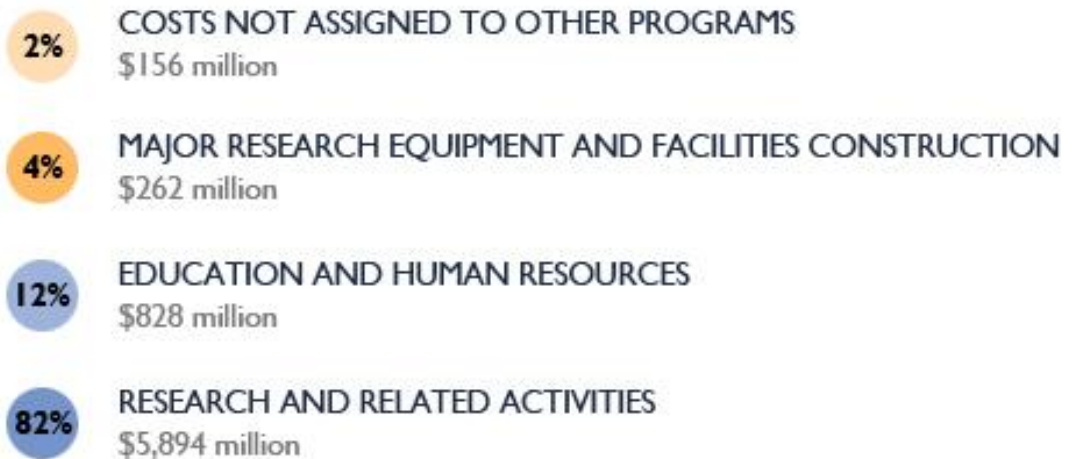 2%
COSTS NOT ASSIGNED TO OTHER PROGRAMS
$156 million
4%
MAJOR RESEARCH EQUIPMENT AND FACILITIES CONSTRUCTION
$262 million
12%
EDUCATION AND HUMAN RESOURCES
$828 million
82%
RESEARCH AND RELATED ACTIVITIES
$5,894 million